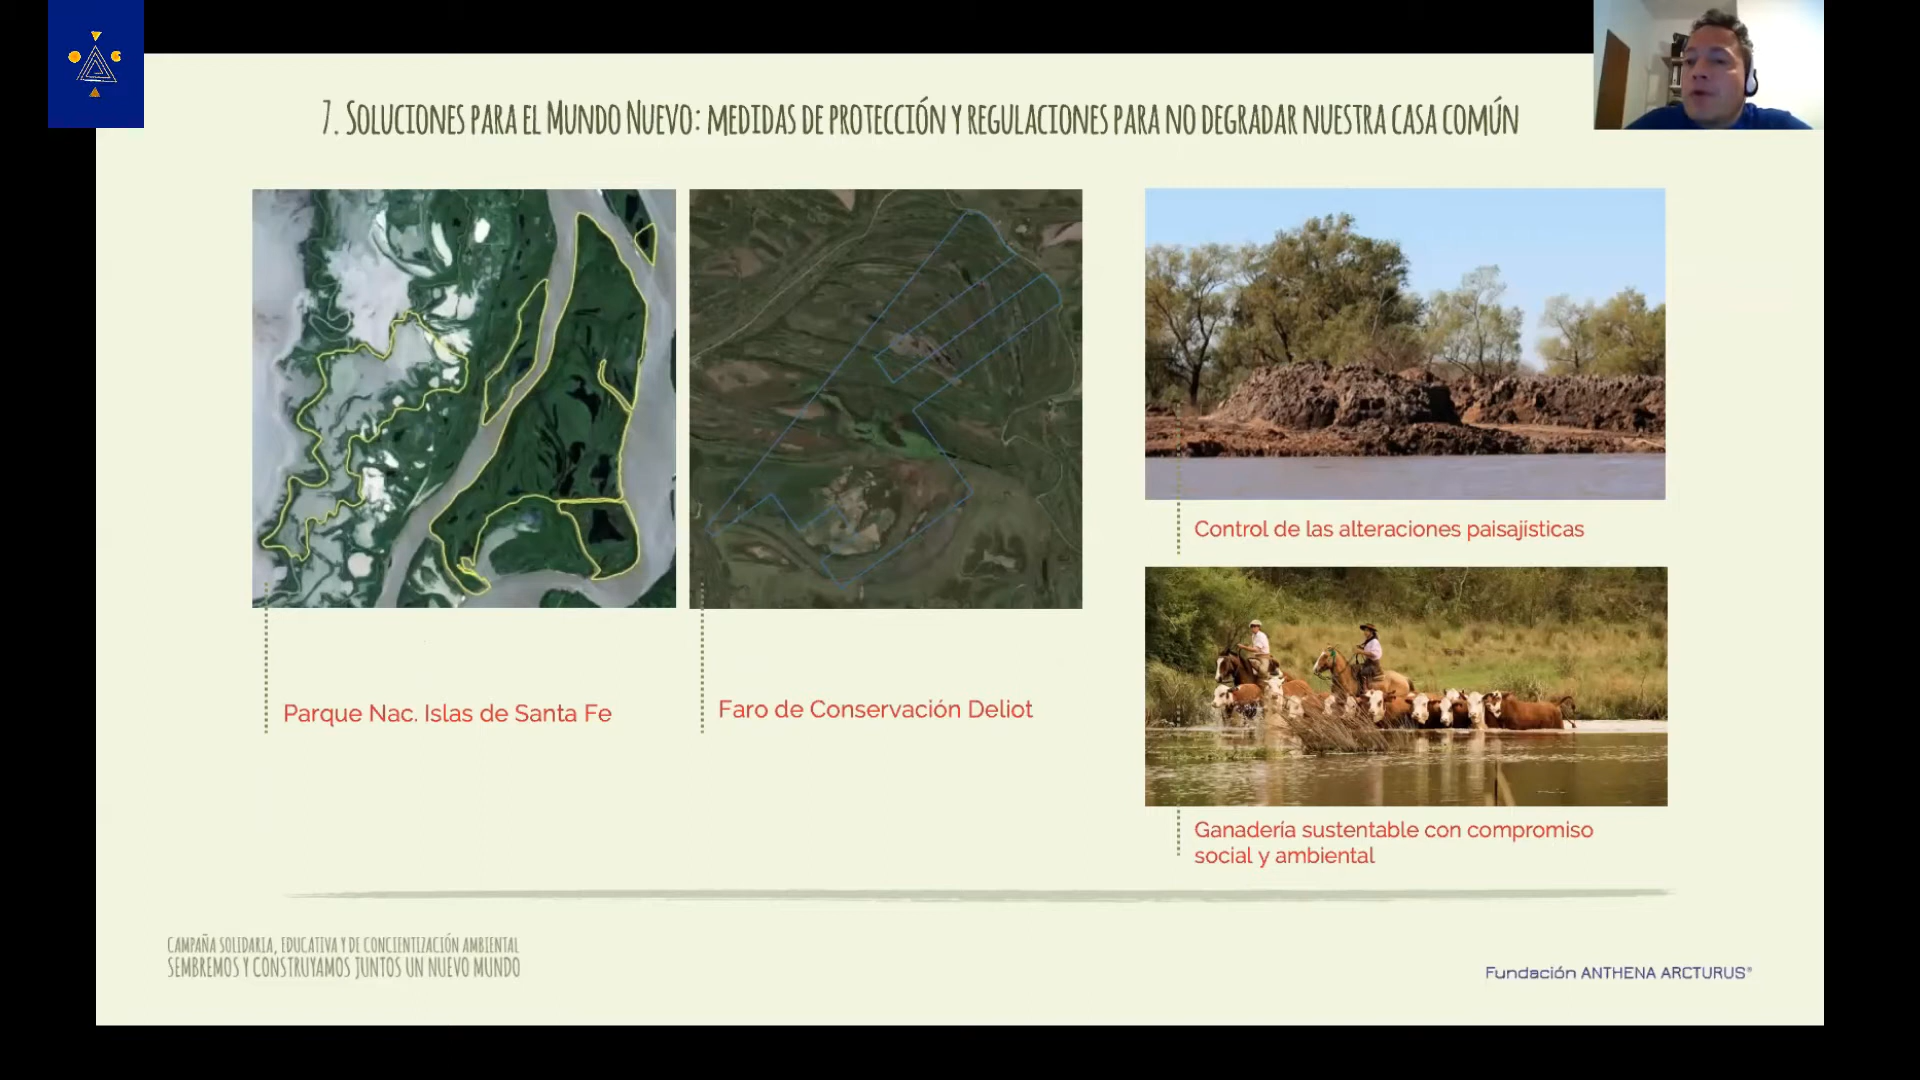 7. Soluciones para el Mundo Nuevo: medidas de protección y regulaciones para no degradar nuestra casa común
Parque Nac. Islas de Santa Fe
Faro de Conservación Deliot
Control de las alteraciones paisajísticas
Ganadería sustentable con compromiso
social y ambiental
CAMPAÑA SOLIDARIA, EDUCATIVA Y DE CONCIENTIZACIÓN AMBIENTAL
SEMBREMOS Y CONSTRUYAMOS JUNTOS UN NUEVO MUNDO
Fundación ANTHENA ARCTURUS®